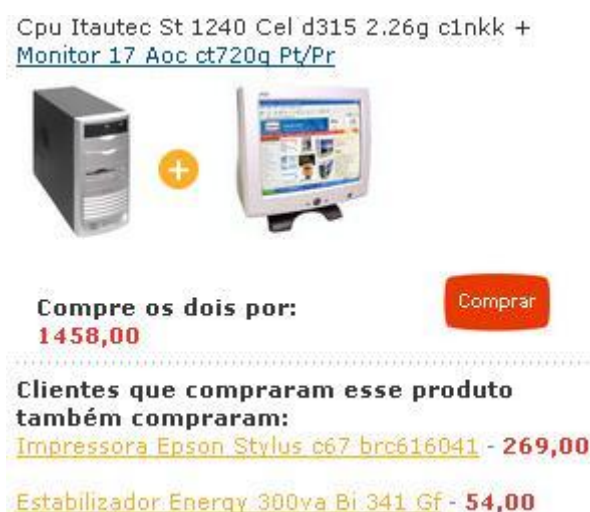 Cpu Itautec St 1240 Cel d315 2.26g c1nkk +
Monitor 17 Aoc ct720g Pt/Pr
Compre os dois por:
1458,00
Comprar
Clientes que compraram esse produto
também compraram:
Impressora Epson Stylus c67 brc616041 - 269,00
Estabilizador Energy 300va Bi 341 Gf - 54,00